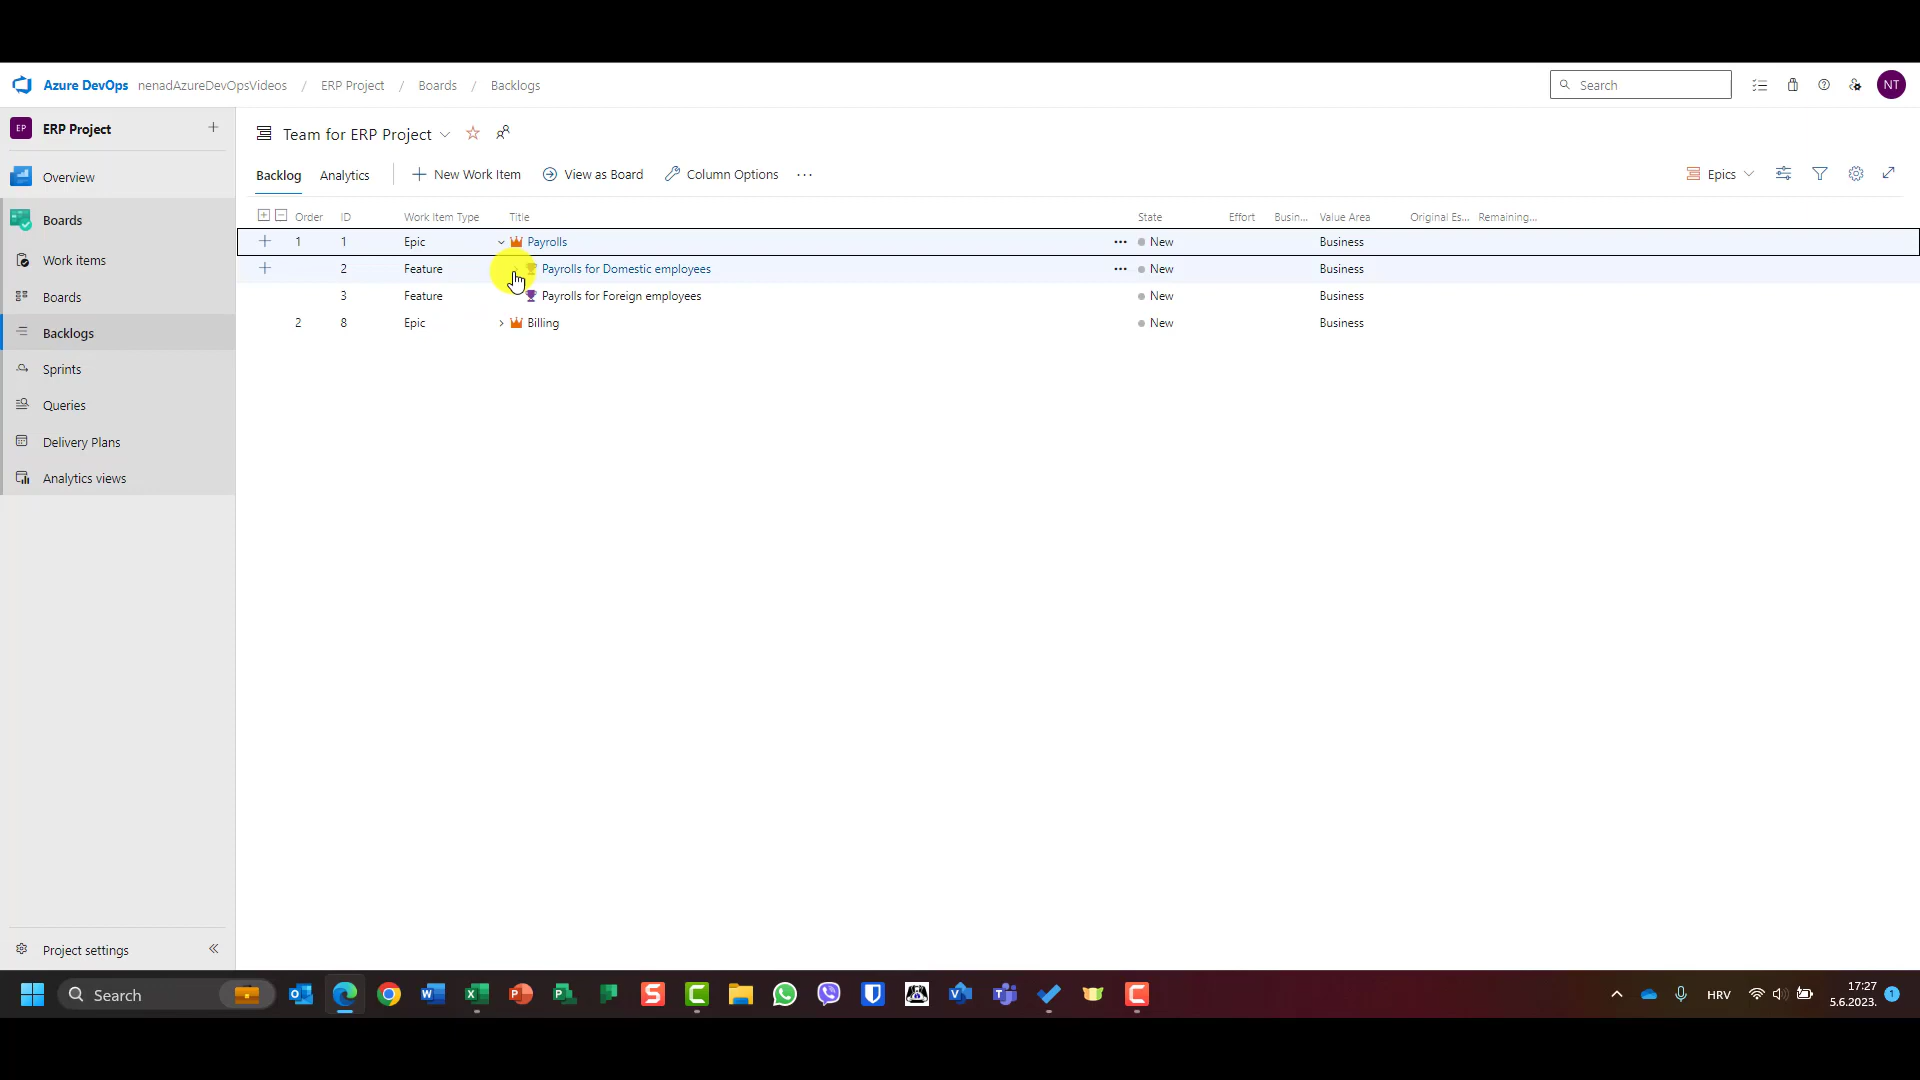 Azure DevOps nenadAzureDevOpsVideos / ERP Project / Boards / Backlogs Search NT
EP ERP Project
Team for ERP Project
Overview
Backlog Analytics New Work Item View as Board Column Options Epics
Boards
Order ID Work Item Type Title State Effort Busin... Value Area Original Es... Remaining...
1 1 Epic Payrolls New Business
Work items
2 Feature Payrolls for Domestic employees New Business
Boards
3 Feature Payrolls for Foreign employees New Business
2 8 Epic Billing New Business
Backlogs
Sprints
Queries
Delivery Plans
Analytics views
Project settings
Search HRV 17:27
5.6.2023. 1